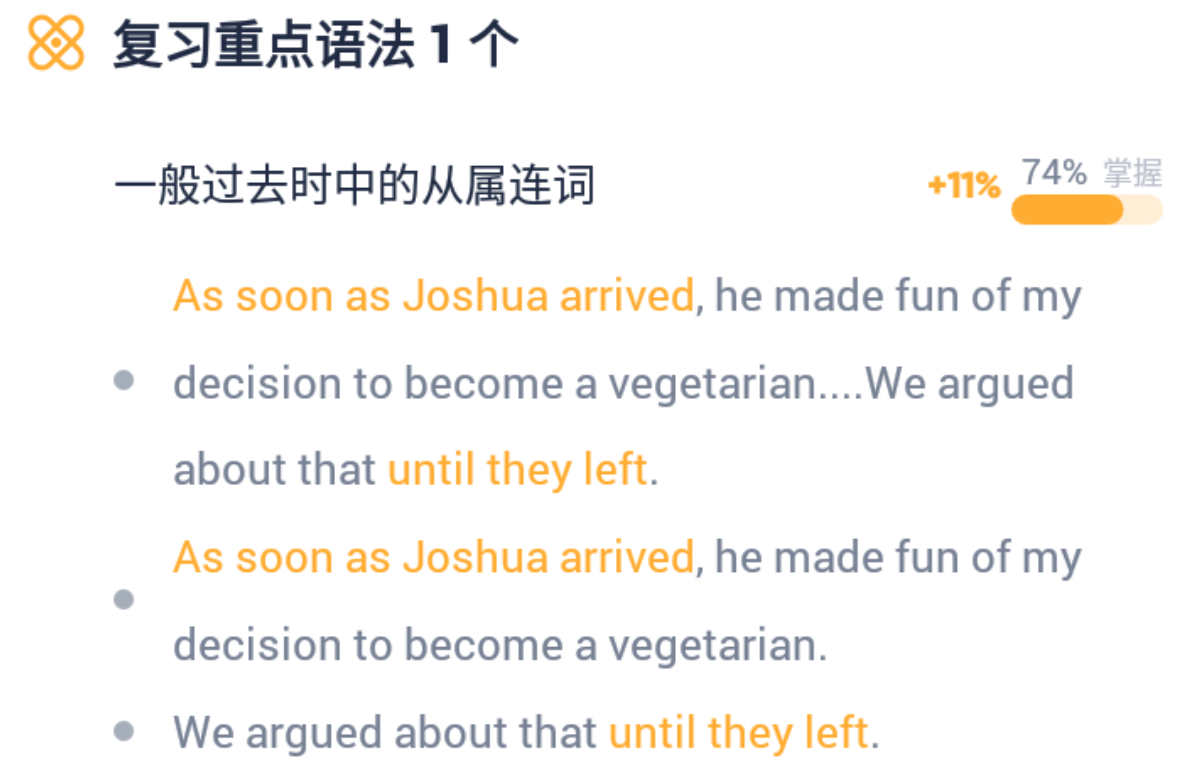 复习重点语法 1 个
一般过去时中的从属连词
+11% 74% 掌握
As soon as Joshua arrived, he made fun of my
decision to become a vegetarian....We argued
about that until they left.
As soon as Joshua arrived, he made fun of my
decision to become a vegetarian.
We argued about that until they left.